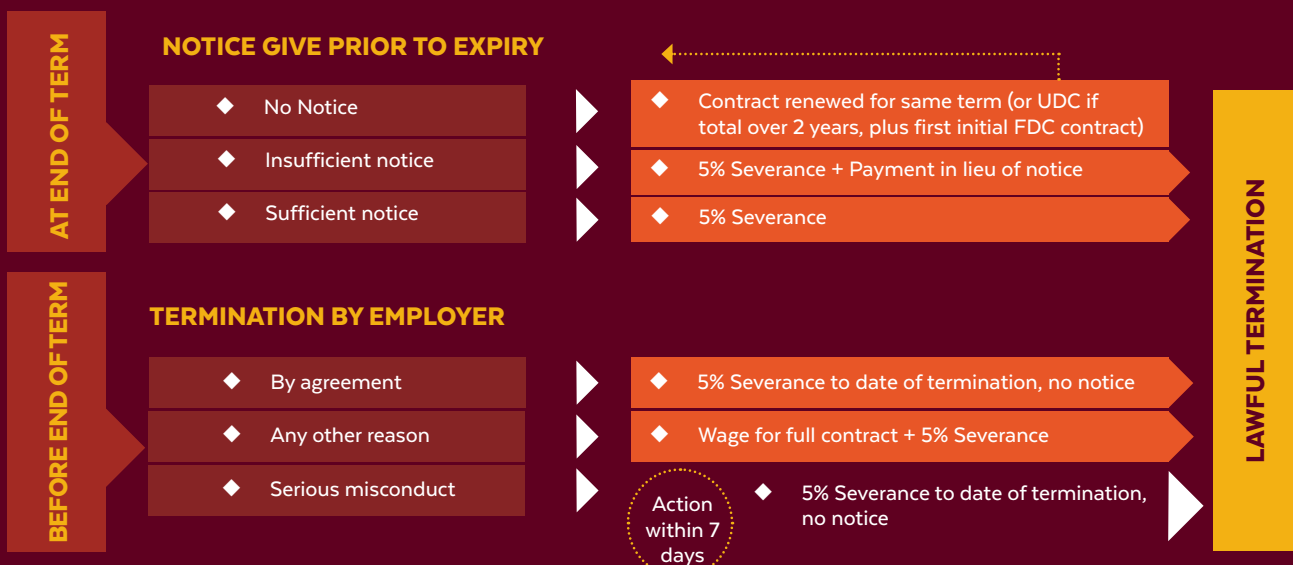 AT END OF TERM
NOTICE GIVE PRIOR TO EXPIRY
No Notice
Contract renewed for same term (or UDC if
total over 2 years, plus first initial FDC contract)
Insufficient notice
5% Severance + Payment in lieu of notice
Sufficient notice
5% Severance
BEFORE END OF TERM
TERMINATION BY EMPLOYER
By agreement
5% Severance to date of termination, no notice
Any other reason
Wage for full contract + 5% Severance
Serious misconduct
Action
within 7
days
5% Severance to date of termination,
no notice
LAWFUL TERMINATION